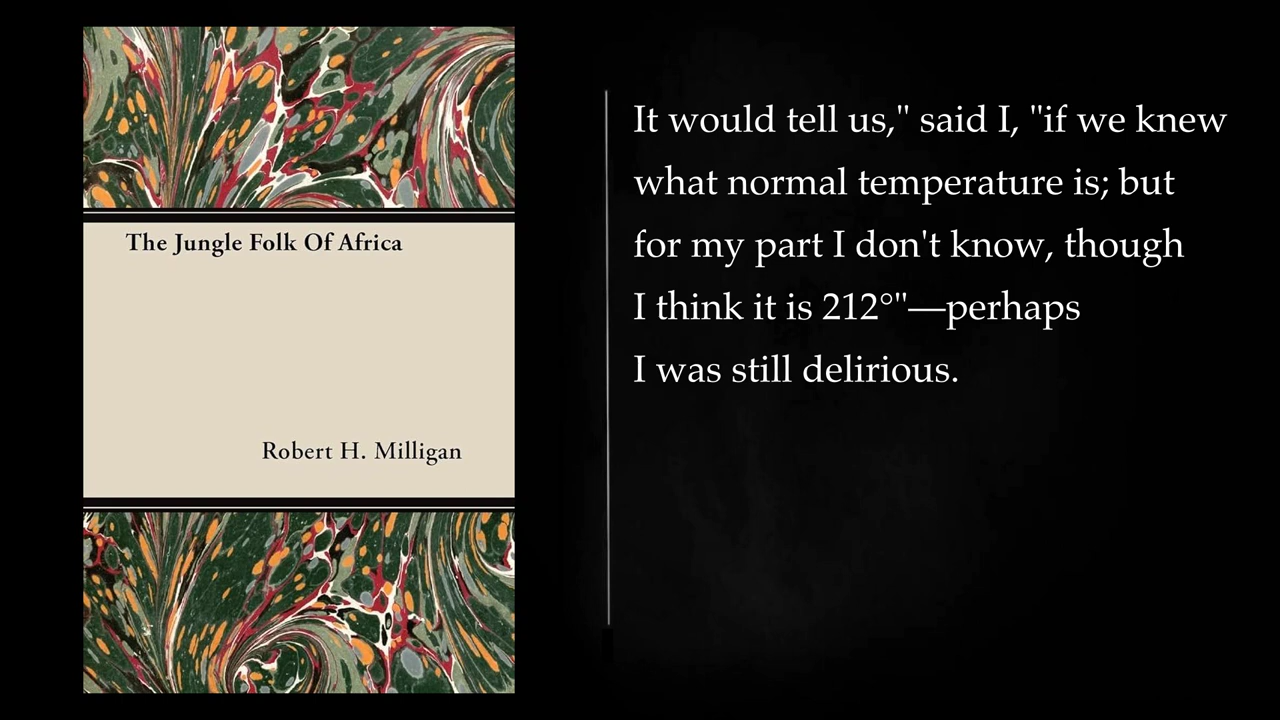 The Jungle Folk Of Africa
Robert H. Milligan
It would tell us," said I, "if we knew
what normal temperature is; but
for my part I don't know, though
I think it is 212°"—perhaps
I was still delirious.